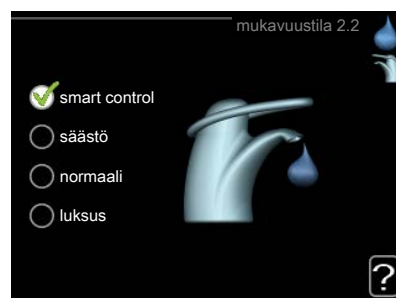 mukavuustila 2.2
smart control
säästö
normaali
luksus
?